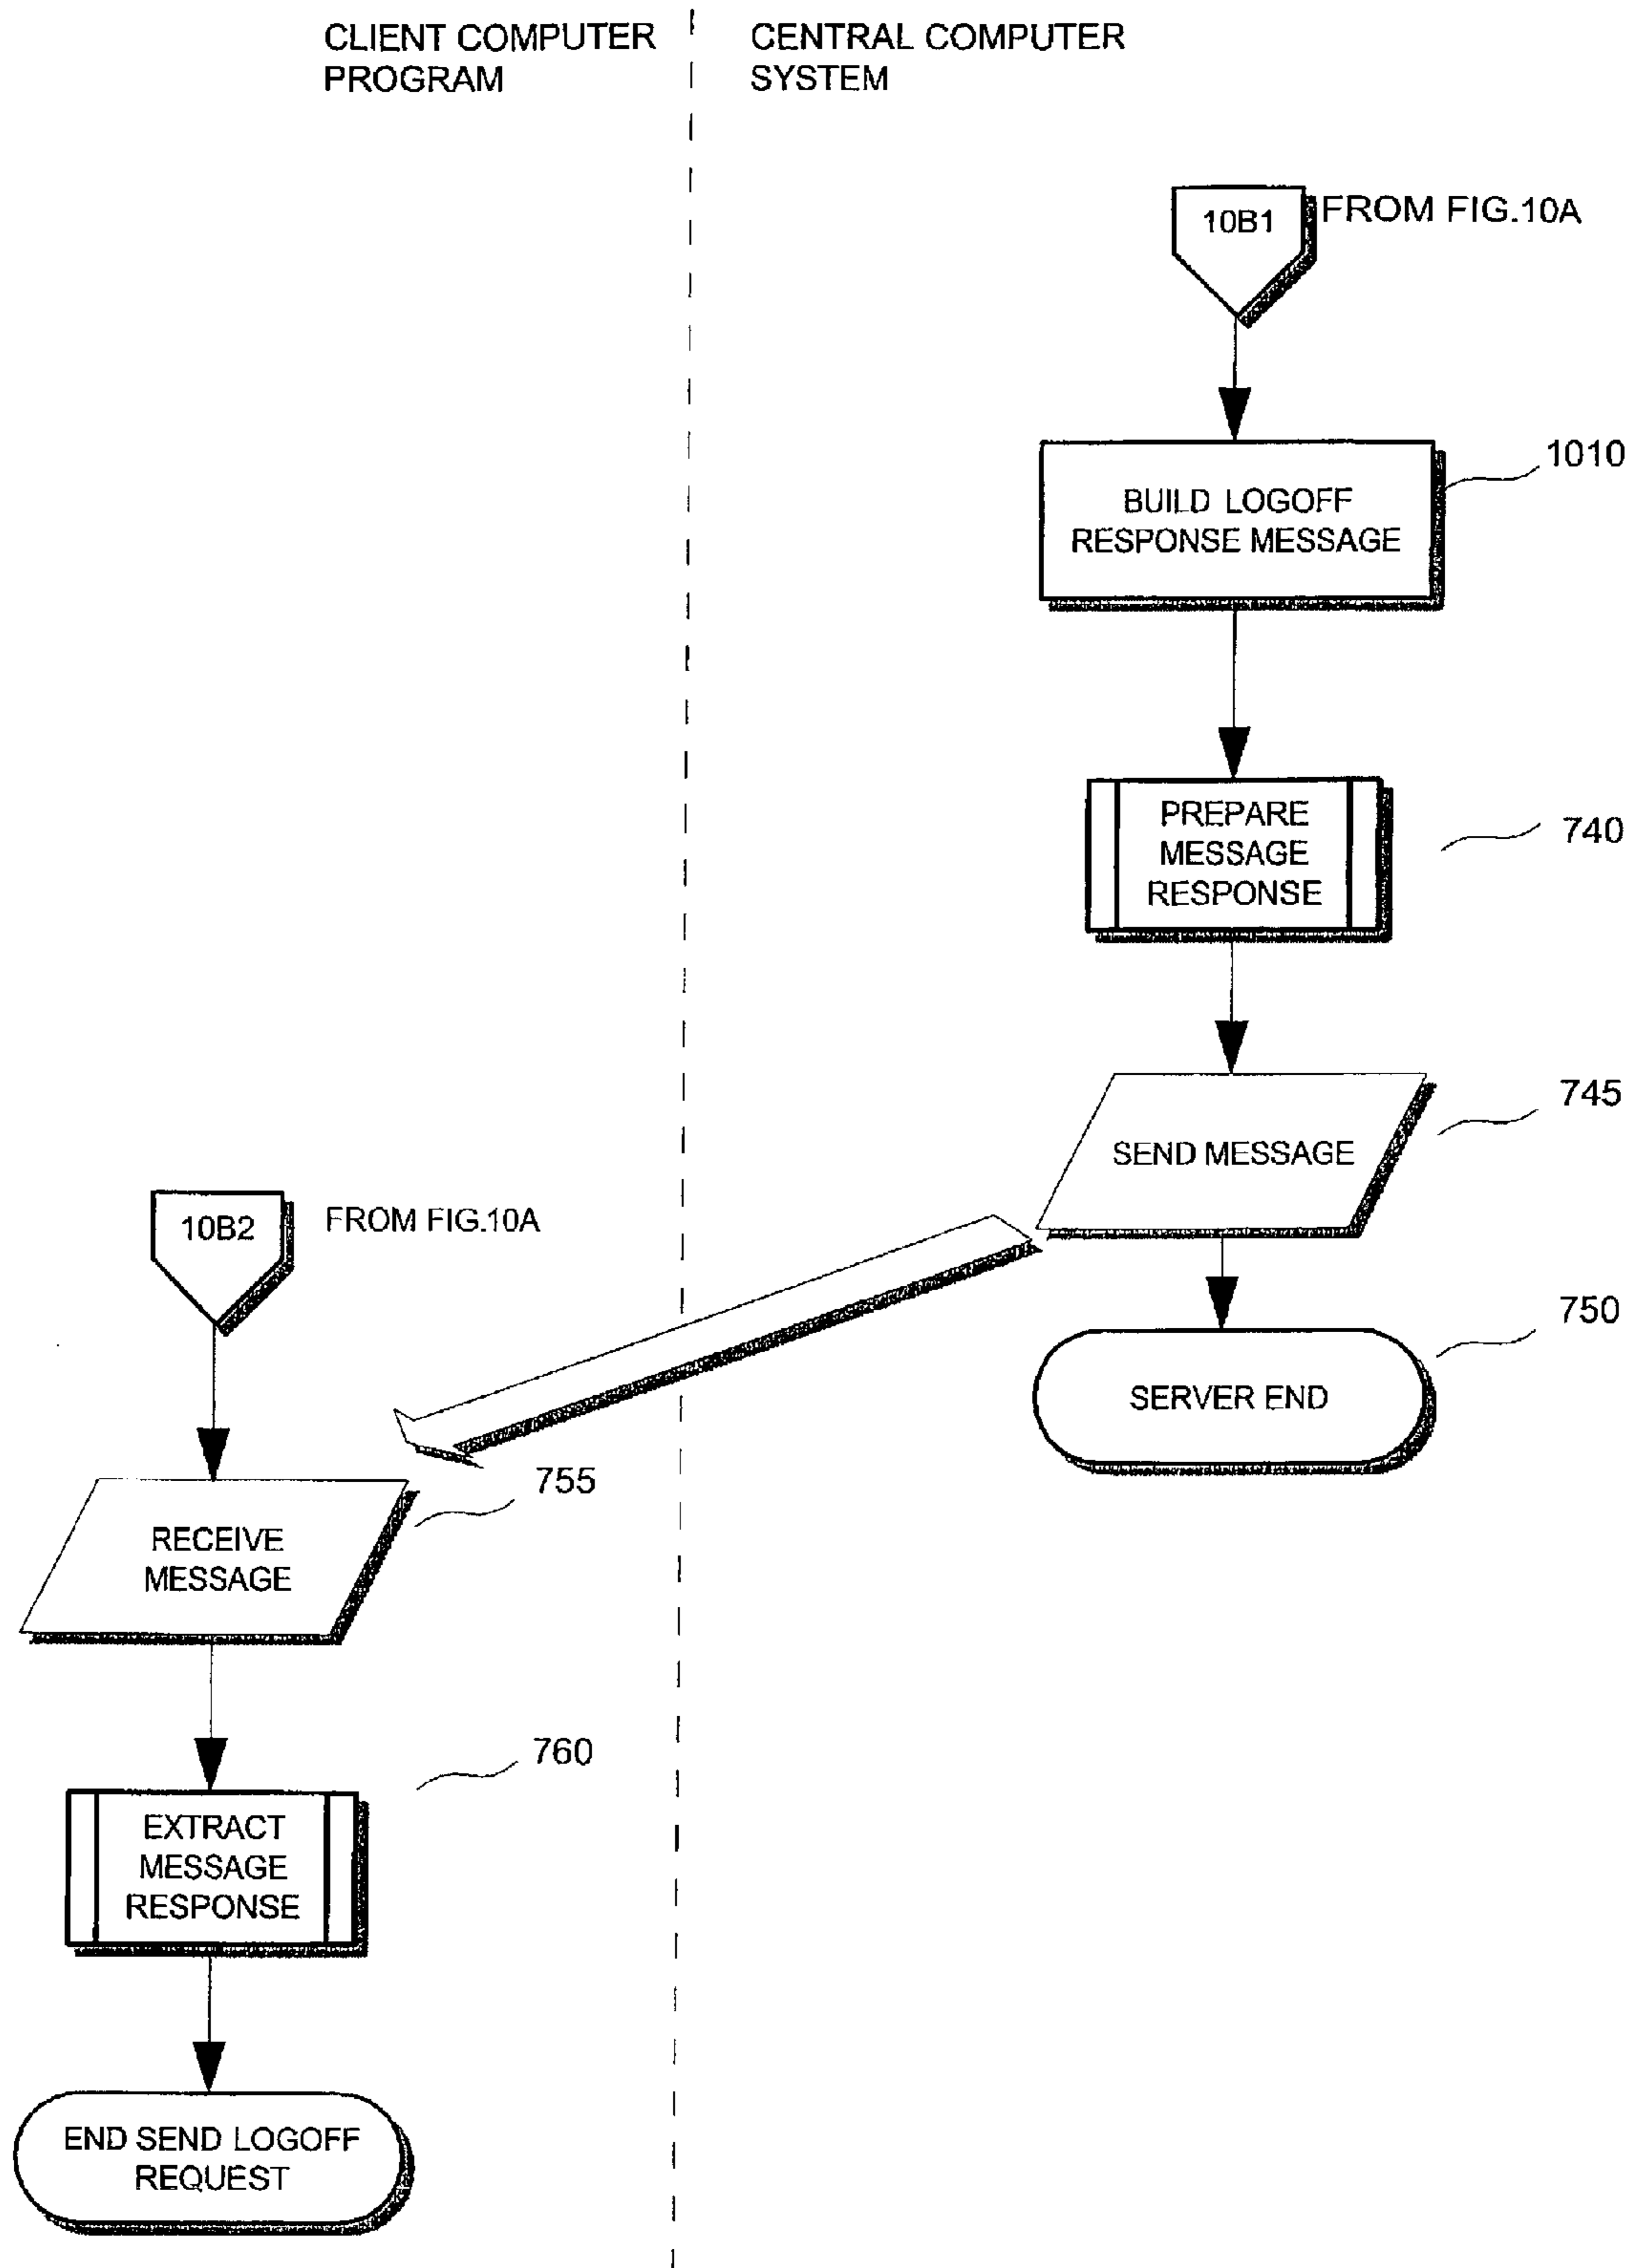 CLIENT COMPUTER
PROGRAM
CENTRAL COMPUTER
SYSTEM
10B1
FROM FIG.10A
BUILD LOGOFF
RESPONSE MESSAGE
1010
PREPARE
MESSAGE
RESPONSE
740
SEND MESSAGE
745
SERVER END
750
10B2
FROM FIG.10A
RECEIVE
MESSAGE
755
EXTRACT
MESSAGE
RESPONSE
760
END SEND LOGOFF
REQUEST